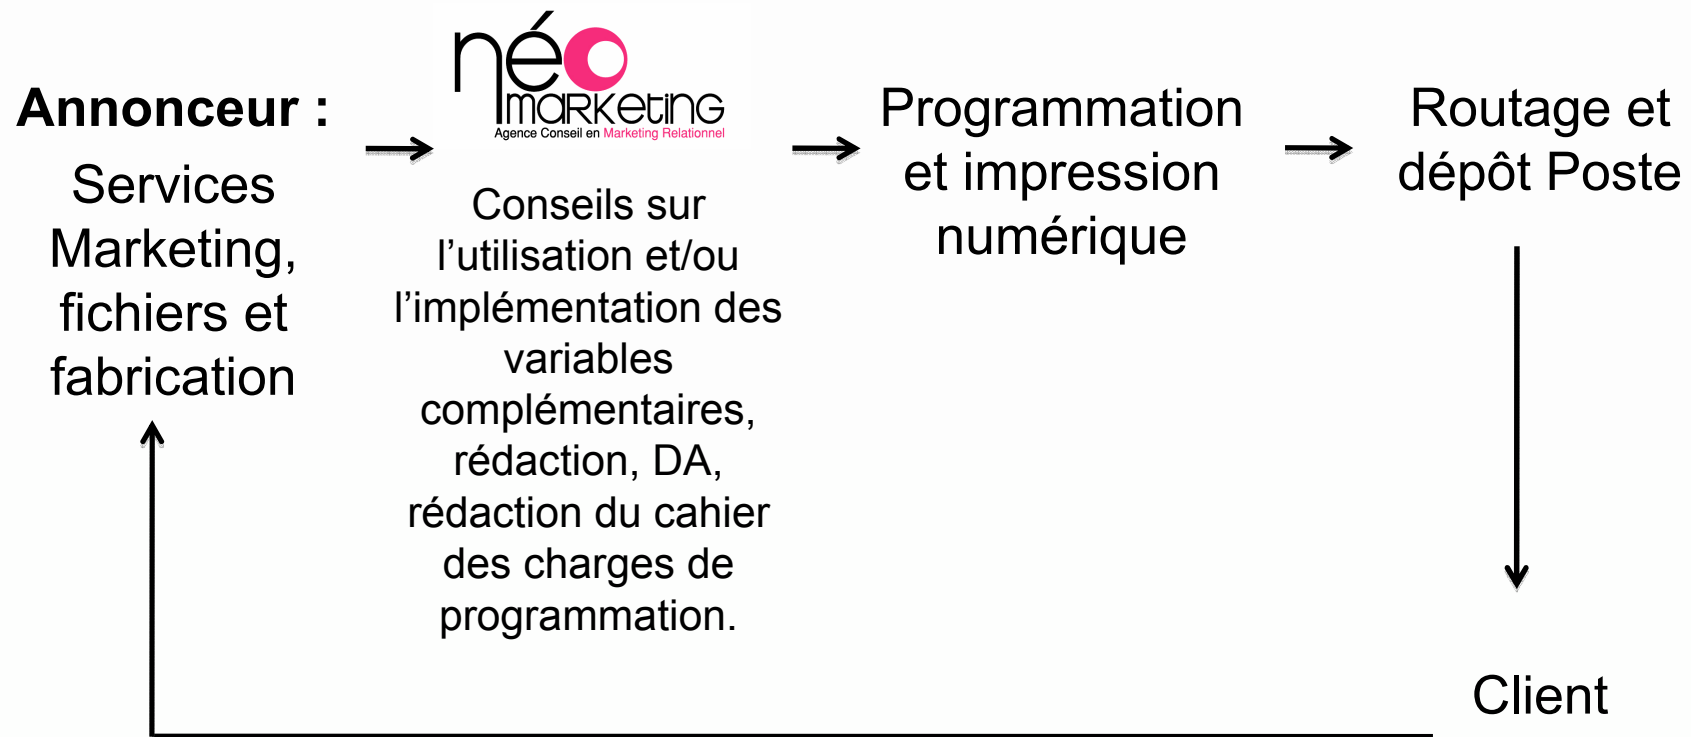 Annonceur :
Services
Marketing,
fichiers et
fabrication
néo
marketing
Agence Conseil en Marketing Relationnel
Conseils sur
l’utilisation et/ou
l’implémentation des
variables
complémentaires,
rédaction, DA,
rédaction du cahier
des charges de
programmation.
Programmation
et impression
numérique
Routage et
dépôt Poste
Client